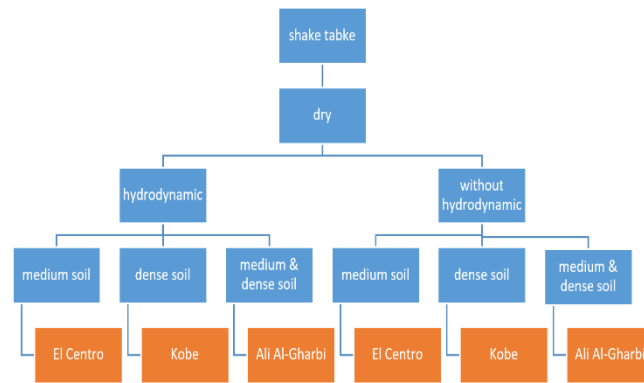 shake tabke
dry
hydrodynamic
without
hydrodynamic
medium soil
dense soil
medium &
dense soil
medium soil
dense soil
medium &
dense soil
El Centro
Kobe
Ali Al-Gharbi
El Centro
Kobe
Ali Al-Gharbi